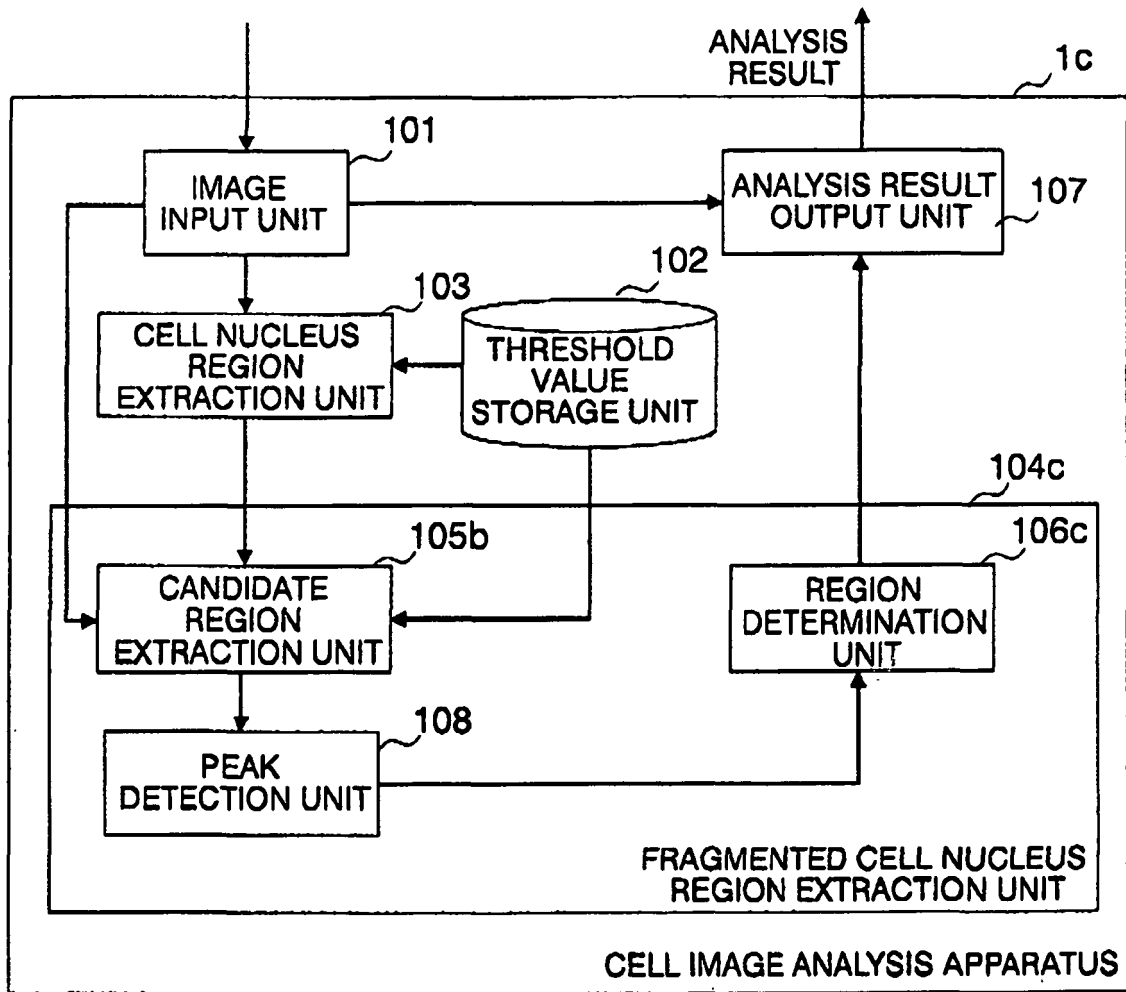 ANALYSIS
RESULT
1c
101
IMAGE
INPUT UNIT
ANALYSIS RESULT
OUTPUT UNIT
107
103
CELL NUCLEUS
REGION
EXTRACTION UNIT
102
THRESHOLD
VALUE
STORAGE UNIT
104c
105b
CANDIDATE
REGION
EXTRACTION UNIT
106c
REGION
DETERMINATION
UNIT
108
PEAK
DETECTION UNIT
FRAGMENTED CELL NUCLEUS
REGION EXTRACTION UNIT
CELL IMAGE ANALYSIS APPARATUS